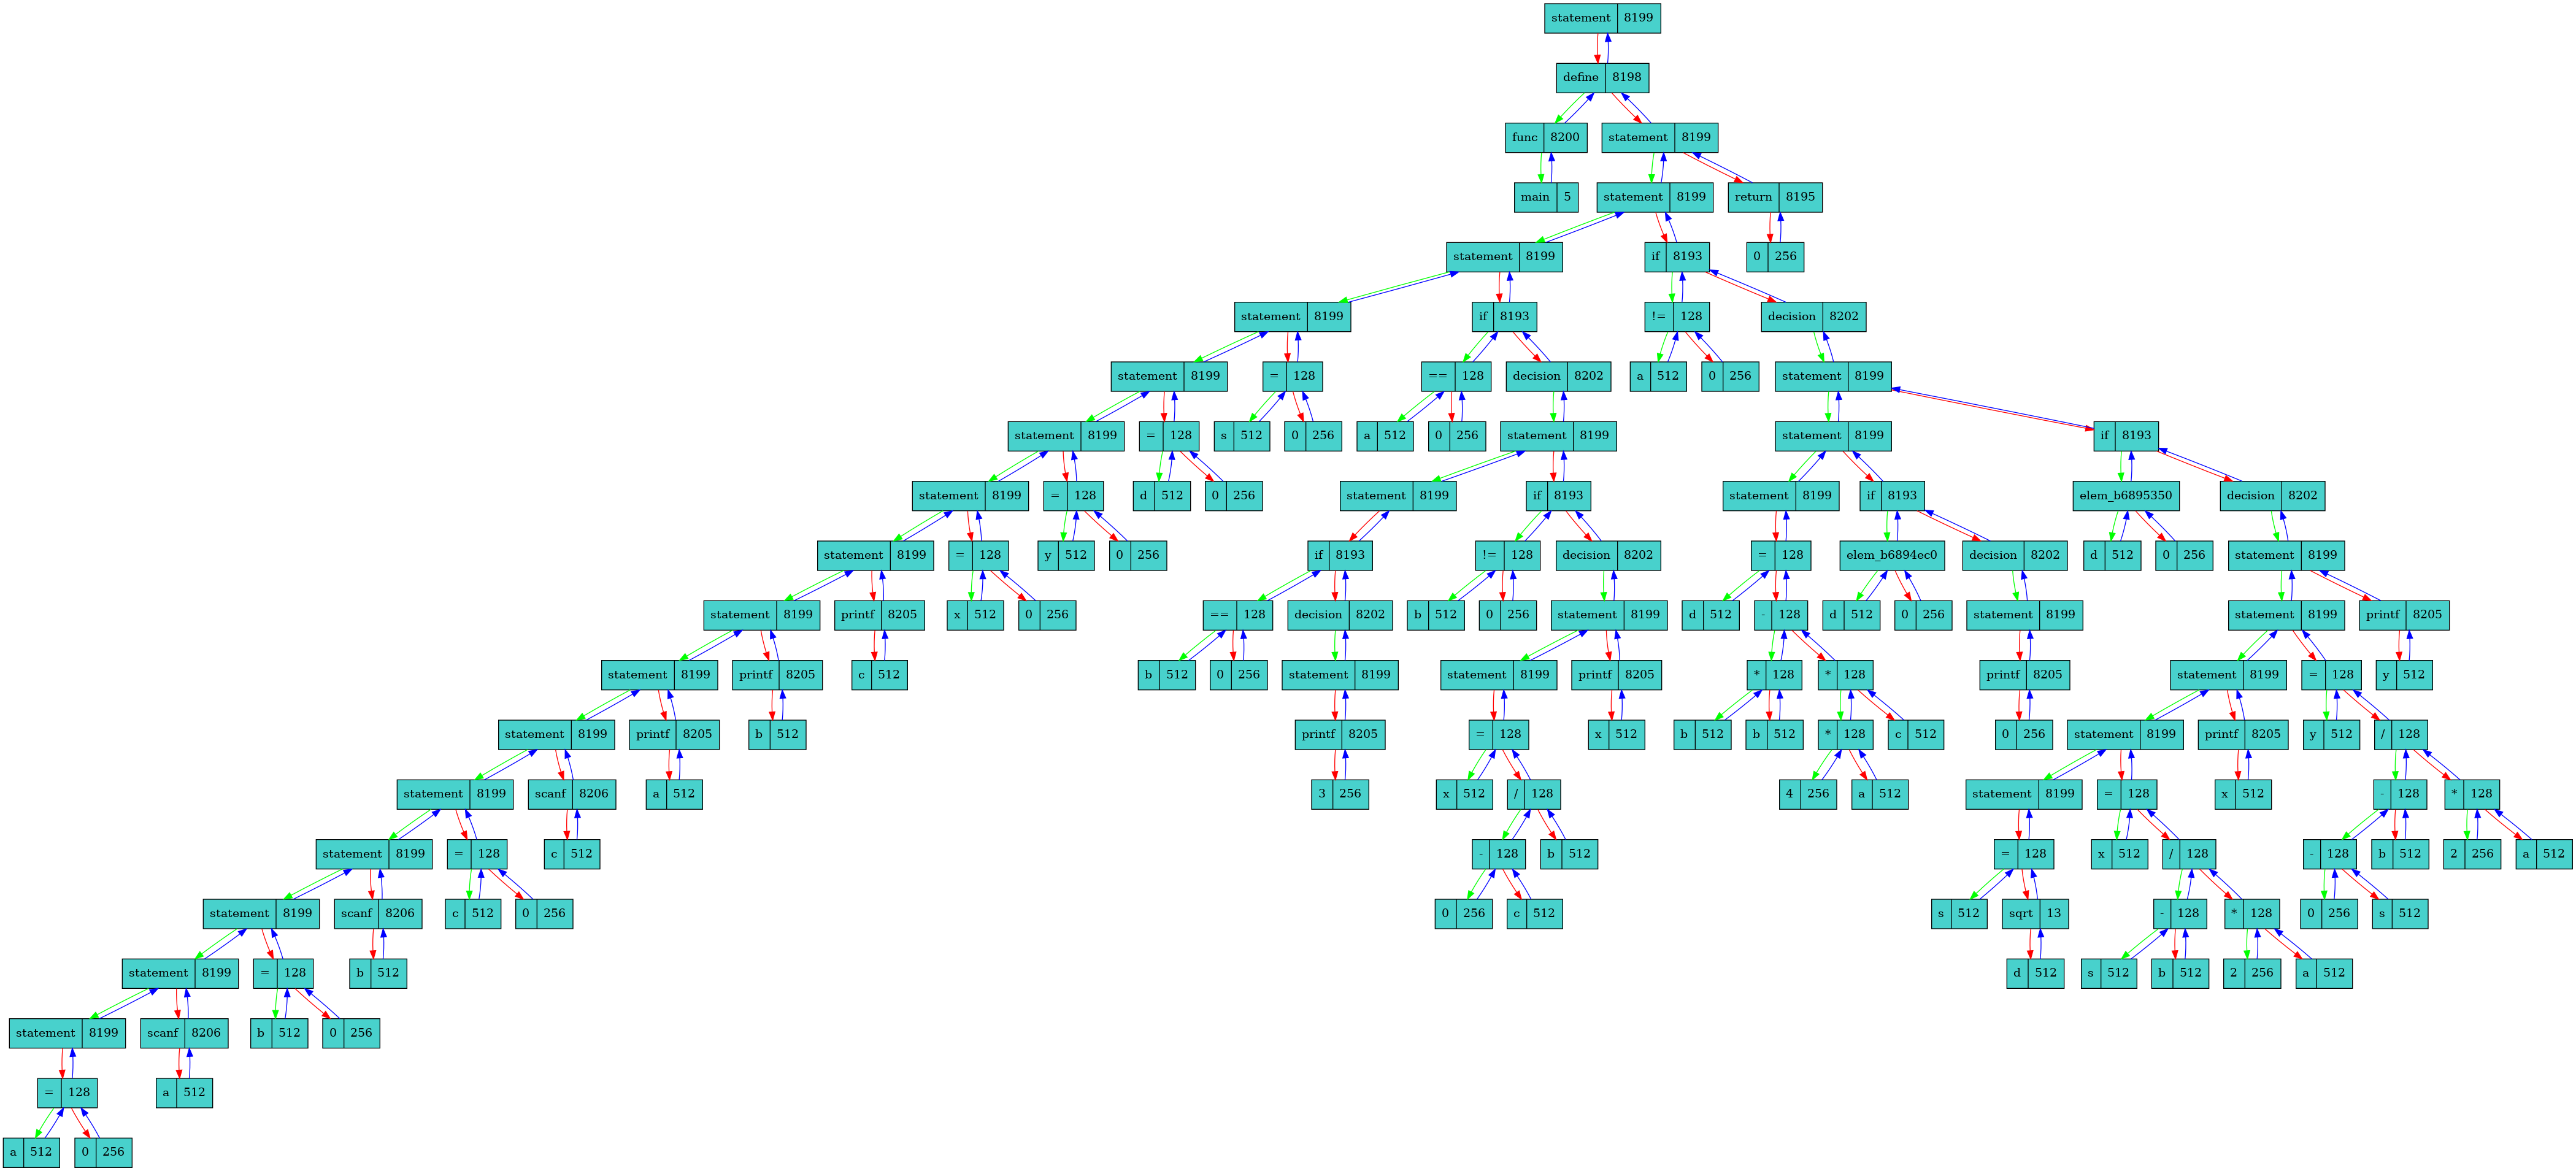 statement 8199
define 8198
func 8200 statement 8199
main 5 statement 8199 return 8195
statement 8199 if 8193 0 256
statement 8199 if 8193 != 128 decision 8202
statement 8199 = 128 == 128 decision 8202 a 512 0 256 statement 8199
statement 8199 = 128 s 512 0 256 a 512 0 256 statement 8199 statement 8199 if 8193
statement 8199 = 128 d 512 0 256 statement 8199 if 8193 statement 8199 if 8193 elem_b6895350 decision 8202
statement 8199 = 128 y 512 0 256 if 8193 != 128 decision 8202 = 128 elem_b6894ec0 decision 8202 d 512 0 256 statement 8199
statement 8199 printf 8205 x 512 0 256 == 128 decision 8202 b 512 0 256 statement 8199 d 512 - 128 d 512 0 256 statement 8199 statement 8199 printf 8205
statement 8199 printf 8205 c 512 b 512 0 256 statement 8199 statement 8199 printf 8205 * 128 * 128 printf 8205 statement 8199 = 128 y 512
statement 8199 printf 8205 b 512 printf 8205 = 128 x 512 b 512 b 512 * 128 c 512 0 256 statement 8199 printf 8205 y 512 / 128
statement 8199 scanf 8206 a 512 3 256 x 512 / 128 4 256 a 512 statement 8199 = 128 x 512 - 128 * 128
statement 8199 = 128 c 512 - 128 b 512 = 128 x 512 / 128 - 128 b 512 2 256 a 512
statement 8199 scanf 8206 c 512 0 256 0 256 c 512 s 512 sqrt 13 - 128 * 128 0 256 s 512
statement 8199 = 128 b 512 d 512 s 512 b 512 2 256 a 512
statement 8199 scanf 8206 b 512 0 256
= 128 a 512
a 512 0 256